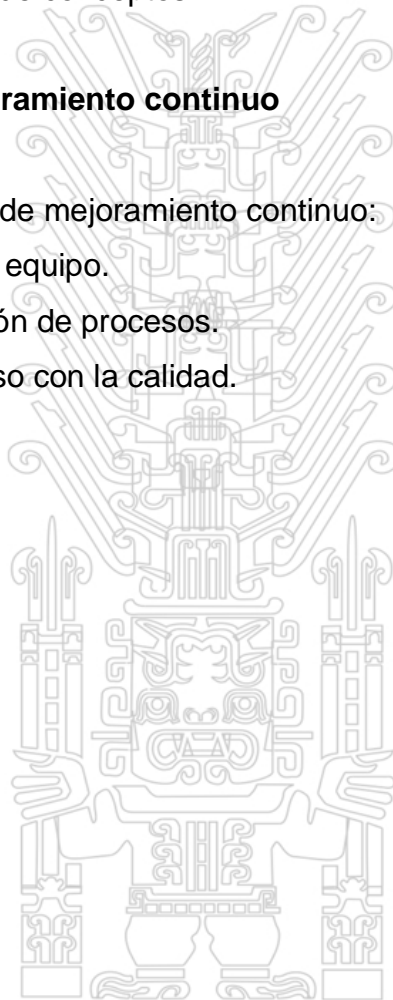 ramiento continuo
de mejoramiento continuo:
equipo.
ón de procesos.
so con la calidad.